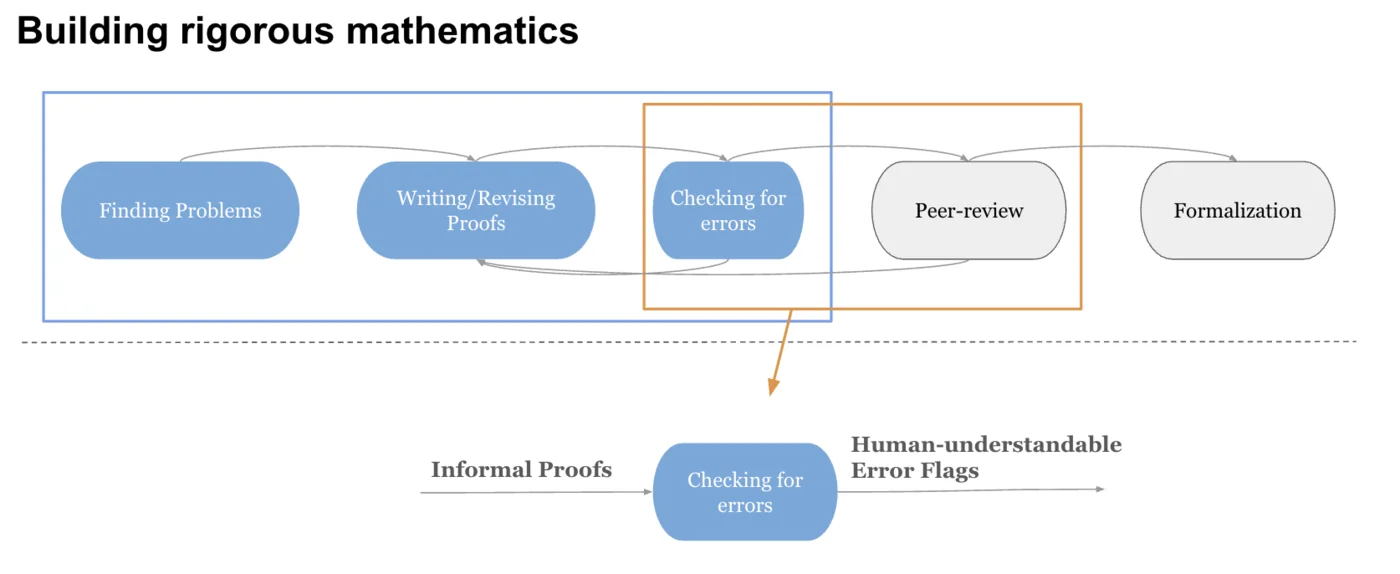 Building rigorous mathematics
Finding Problems
Writing/Revising
Proofs
Checking for
errors
Peer-review
Formalization
Informal Proofs
Checking for
errors
Human-understandable
Error Flags